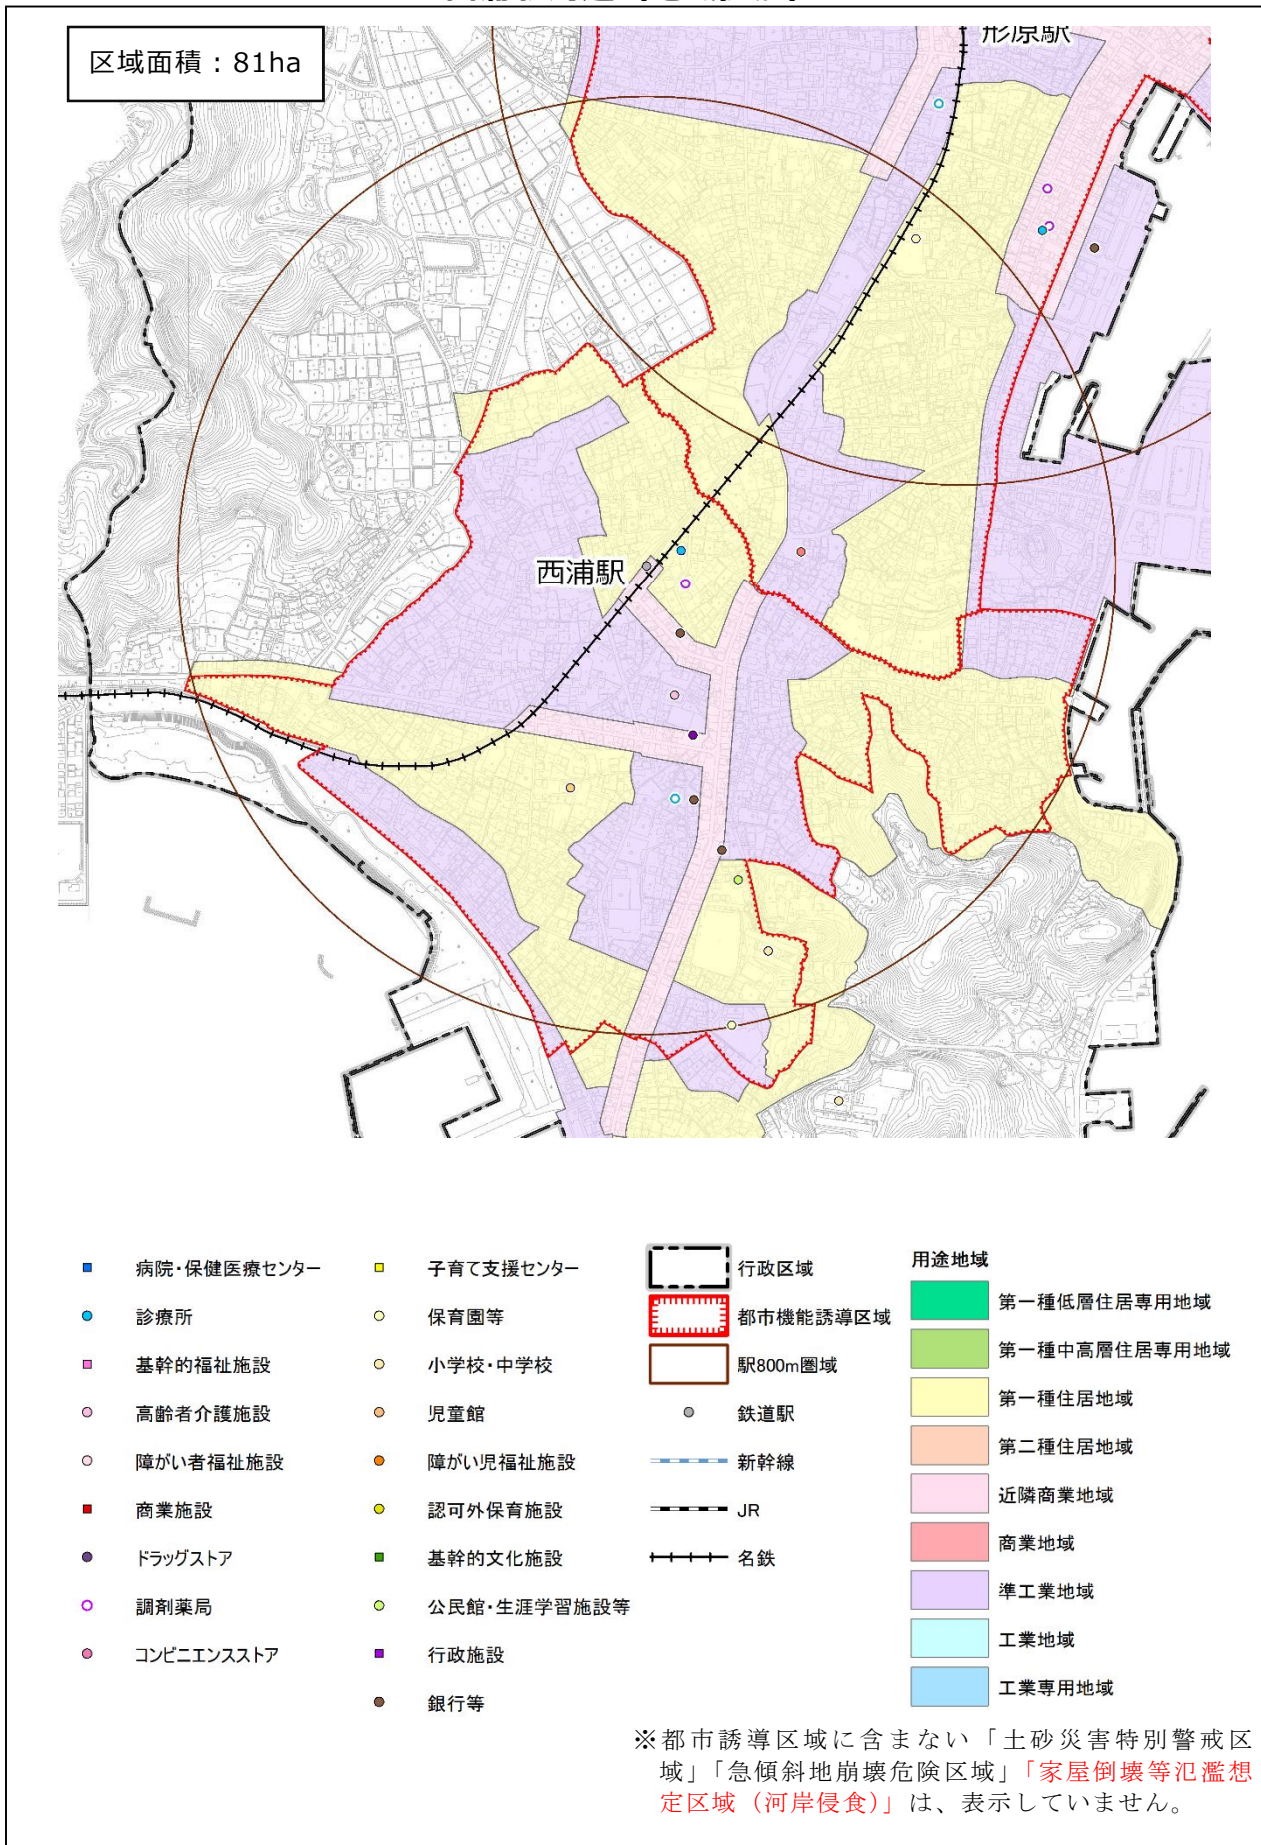 区域面積：81ha
形原駅
西浦駅
病院・保健医療センター
診療所
基幹的福祉施設
高齢者介護施設
障がい者福祉施設
商業施設
ドラッグストア
調剤薬局
コンビニエンスストア
子育て支援センター
保育園等
小学校・中学校
児童館
障がい児福祉施設
認可外保育施設
基幹的文化施設
公民館・生涯学習施設等
行政施設
銀行等
行政区域
都市機能誘導区域
駅800m圏域
鉄道駅
新幹線
JR
名鉄
用途地域
第一種低層住居専用地域
第一種中高層住居専用地域
第一種住居地域
第二種住居地域
近隣商業地域
商業地域
準工業地域
工業地域
工業専用地域
※都市誘導区域に含まない「土砂災害特別警戒区
域」「急傾斜地崩壊危険区域」「家屋倒壊等氾濫想
定区域（河岸侵食）」は、表示していません。